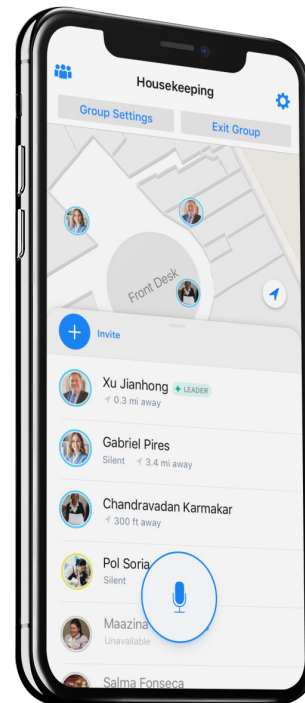 Housekeeping
Group Settings
Exit Group
Front Desk
Invite
Xu Jianhong
LEADER
0.3 mi away
Gabriel Pires
Silent 3.4 mi away
Chandravadan Karmakar
300 ft away
Pol Soria
Silent
Maazina
Unavailable
Salma Fonseca